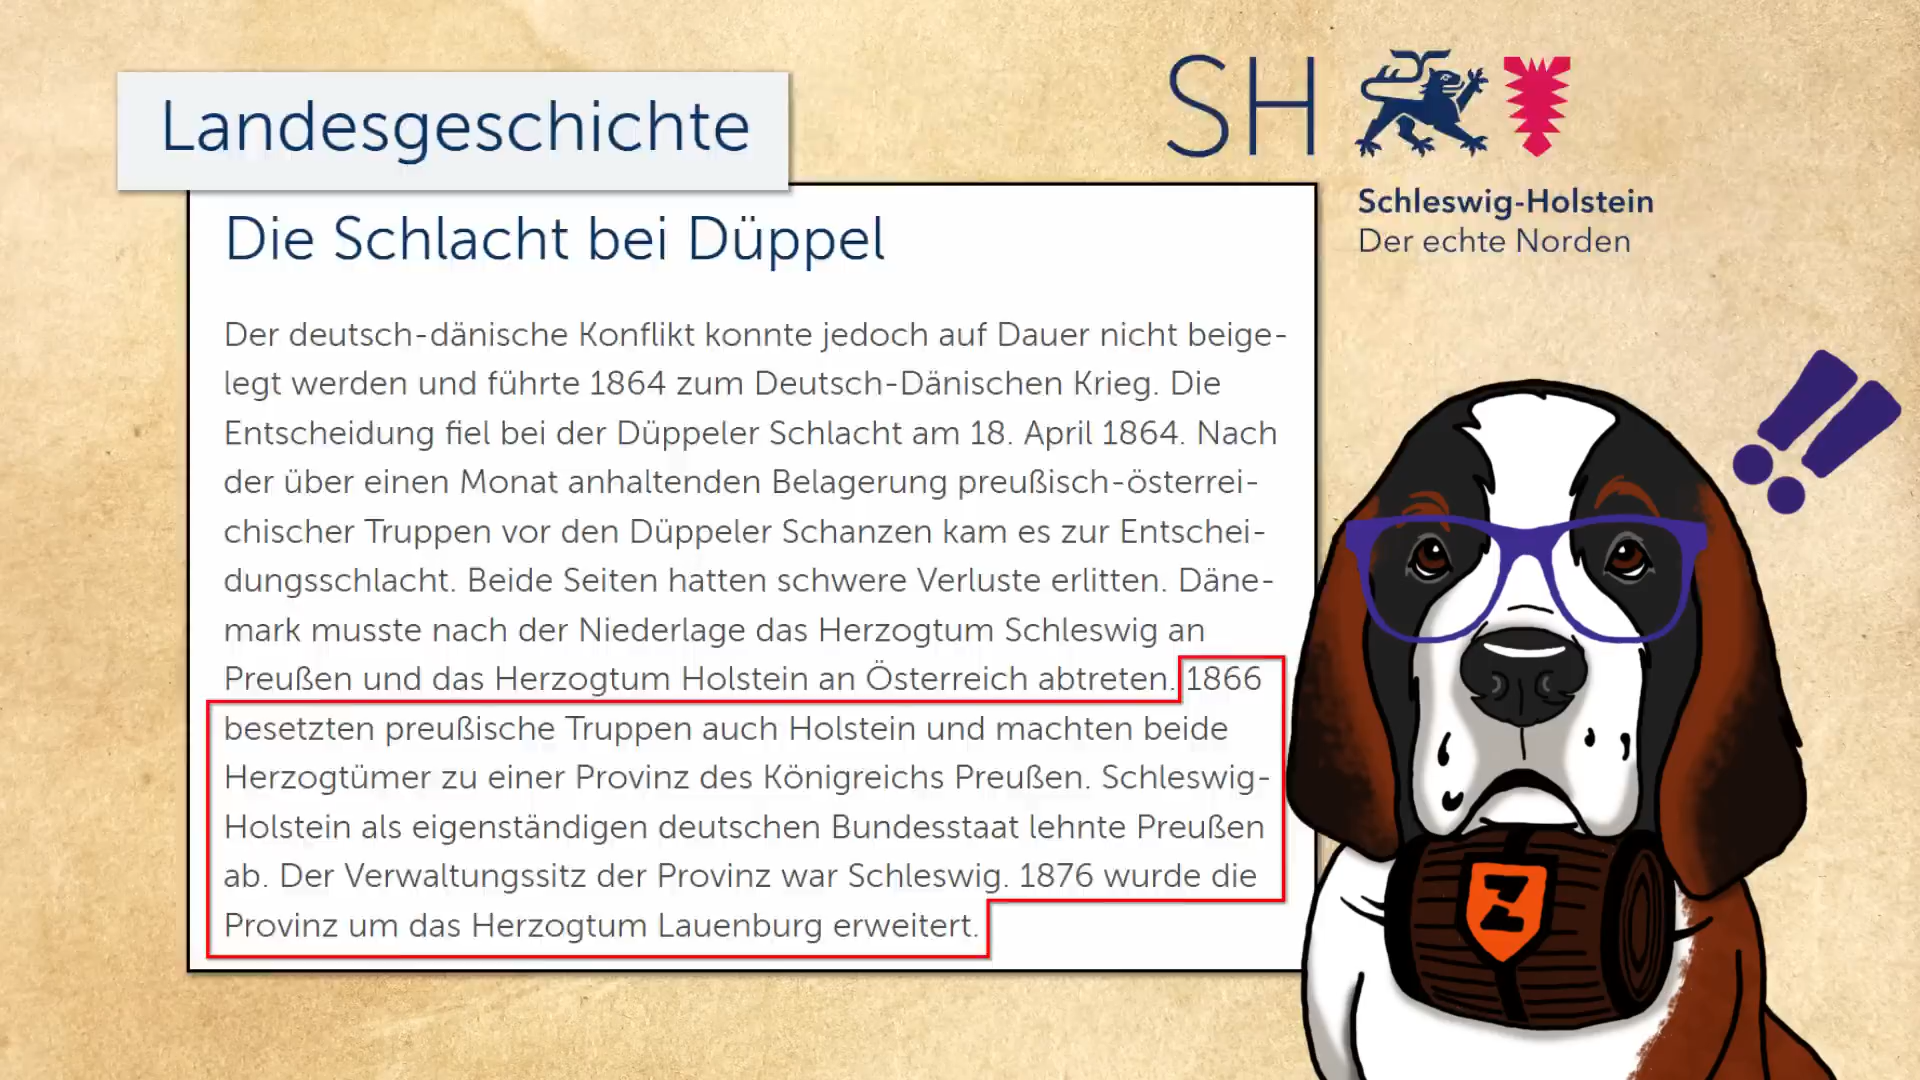 Landesgeschichte
SH
Schleswig-Holstein
Der echte Norden
Die Schlacht bei Düppel
Der deutsch-dänische Konflikt konnte jedoch auf Dauer nicht beige-
legt werden und führte 1864 zum Deutsch-Dänischen Krieg. Die
Entscheidung fiel bei der Düppeler Schlacht am 18. April 1864. Nach
der über einen Monat anhaltenden Belagerung preußisch-österrei-
chischer Truppen vor den Düppeler Schanzen kam es zur Entschei-
dungsschlacht. Beide Seiten hatten schwere Verluste erlitten. Däne-
mark musste nach der Niederlage das Herzogtum Schleswig an
Preußen und das Herzogtum Holstein an Österreich abtreten. 1866
besetzten preußische Truppen auch Holstein und machten beide
Herzogtümer zu einer Provinz des Königreichs Preußen. Schleswig-
Holstein als eigenständigen deutschen Bundesstaat lehnte Preußen
ab. Der Verwaltungssitz der Provinz war Schleswig. 1876 wurde die
Provinz um das Herzogtum Lauenburg erweitert.
!!
Z